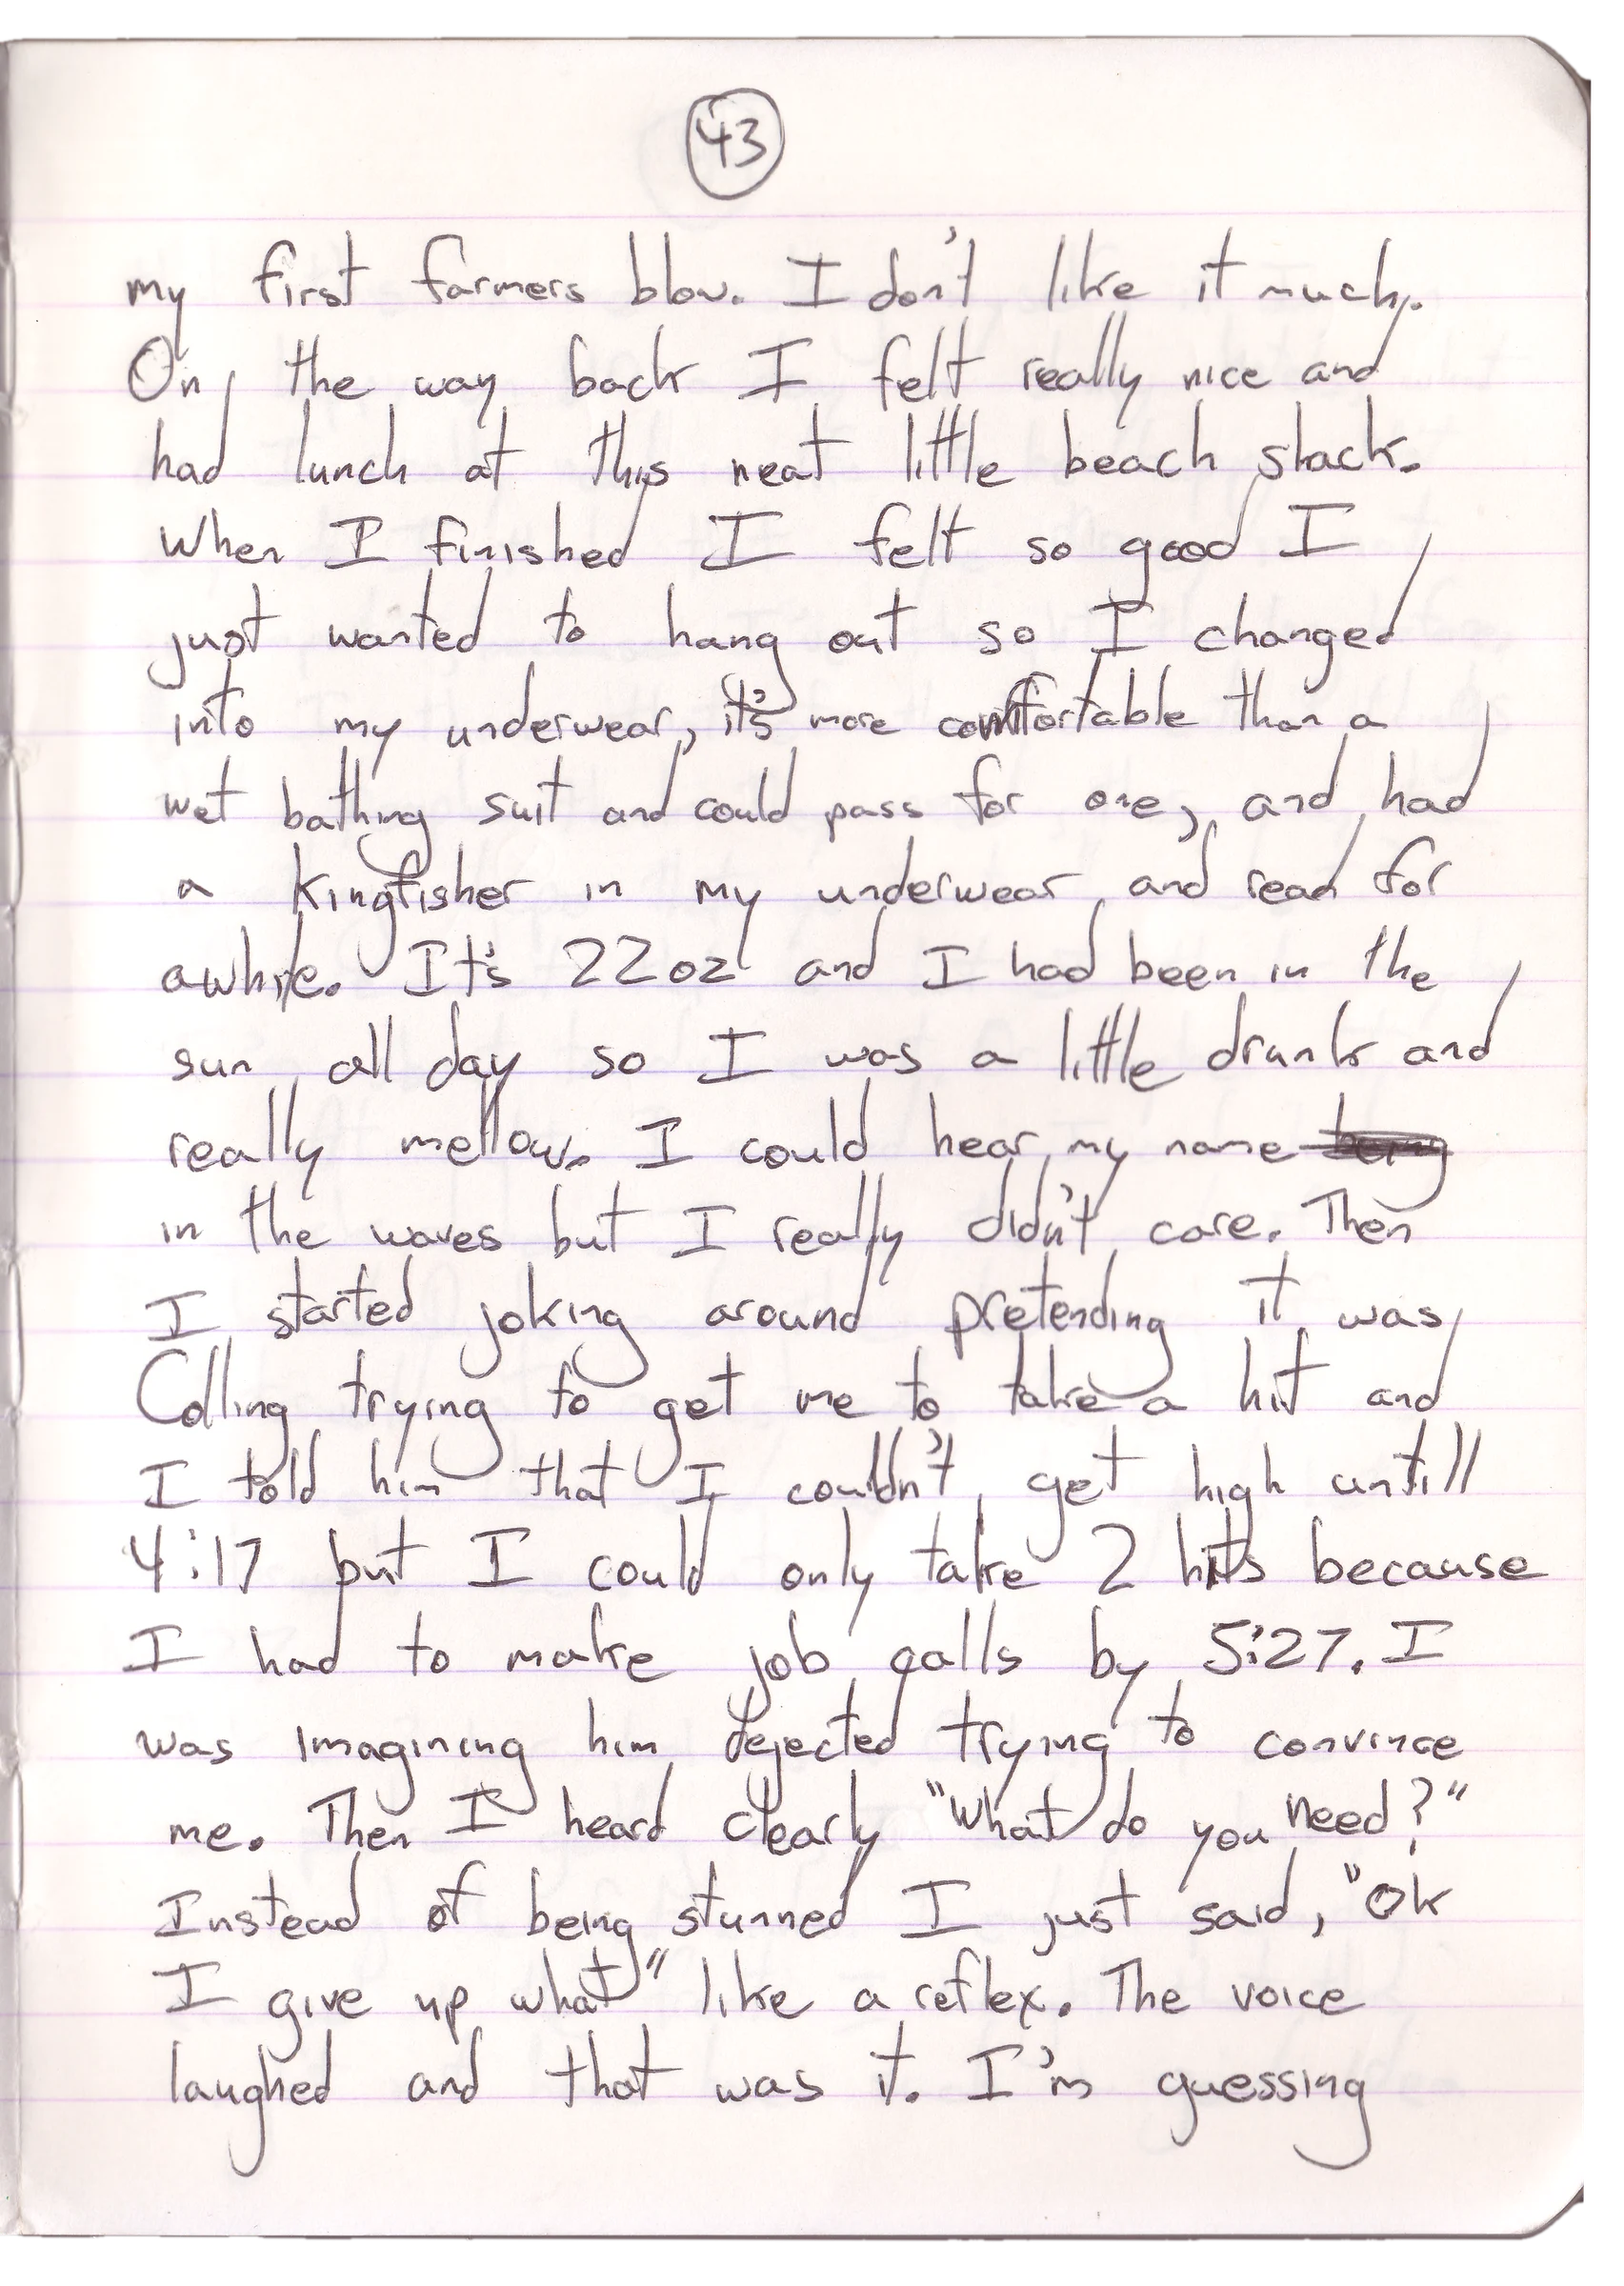 43
my first farmers blow. I don't like it much.
On the way back I felt really nice and
had lunch at this neat little beach shack.
When I finished I felt so good I
just wanted to hang out so I changed
into my underwear, it's more comfortable than a
wet bathing suit and could pass for one, and had
a Kingfisher in my underwear and read for
awhile. It's 22oz and I had been in the
sun all day so I was a little drunk and
really mellow. I could hear my name being
in the waves but I really didn't care. Then
I started joking around pretending it was
Colling trying to get me to take a hit and
I told him that I couldn't get high untill
4:17 but I could only take 2 hits because
I had to make job calls by 5:27. I
was imagining him dejected trying to convince
me. Then I heard clearly "What do you need?"
Instead of being stunned I just said, "Ok
I give up what" like a reflex. The voice
laughed and that was it. I'm guessing